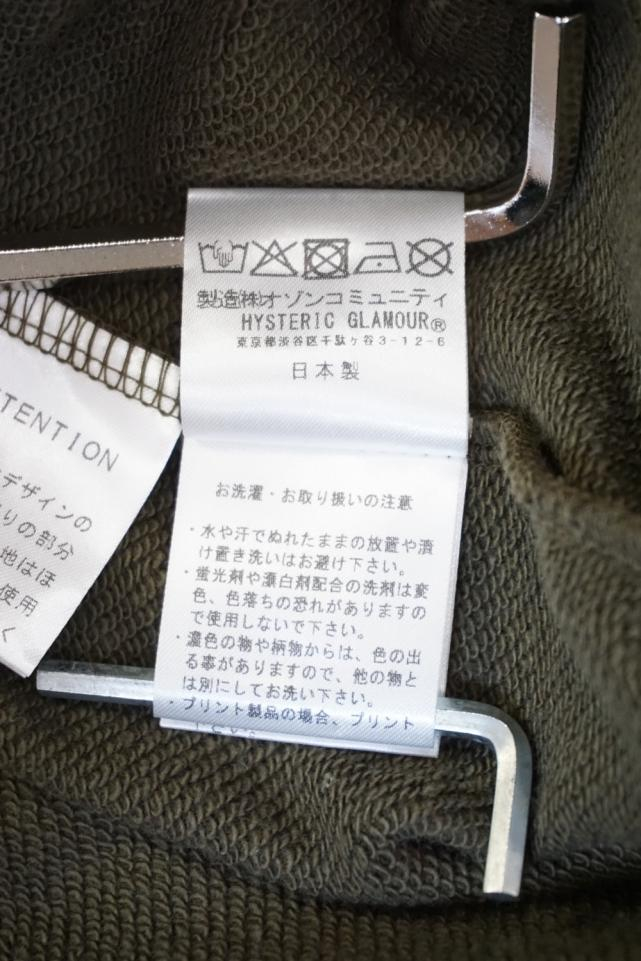 製造㈱オゾンコミュニティ
HYSTERIC GLAMOUR®
東京都渋谷区千駄ヶ谷3-12-6
日本製
お洗濯・お取り扱いの注意
・水や汗でぬれたままの放置や漬
け置き洗いはお避け下さい。
・蛍光剤や漂白剤配合の洗剤は変
色、色落ちの恐れがありますの
で使用しないで下さい。
・濃色の物や柄物からは、色の出
る事がありますので、他の物と
は別にしてお洗い下さい。
・プリント製品の場合、プリント
TENTION
デザインの
りの部分
地はほ
使用
く